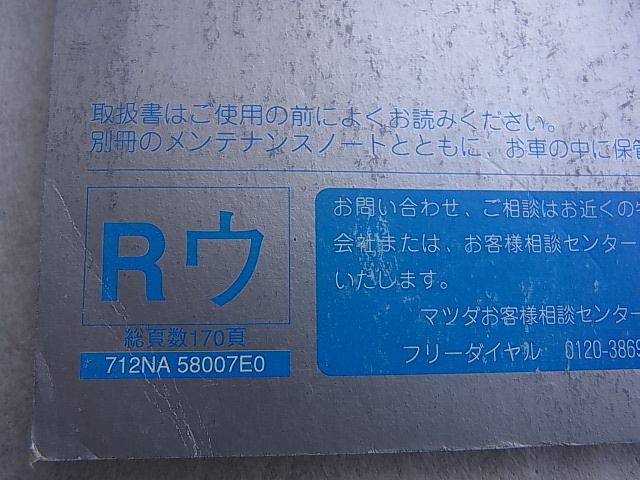 取扱書はご使用の前によくお読みください。
別冊のメンテナンスノートとともに、お車の中に保管
Rウ
総頁数170頁
712NA 58007E0
お問い合わせ、ご相談はお近くの
会社または、お客様相談センター
いたします。
マツダお客様相談センター
フリーダイヤル 0120-3869